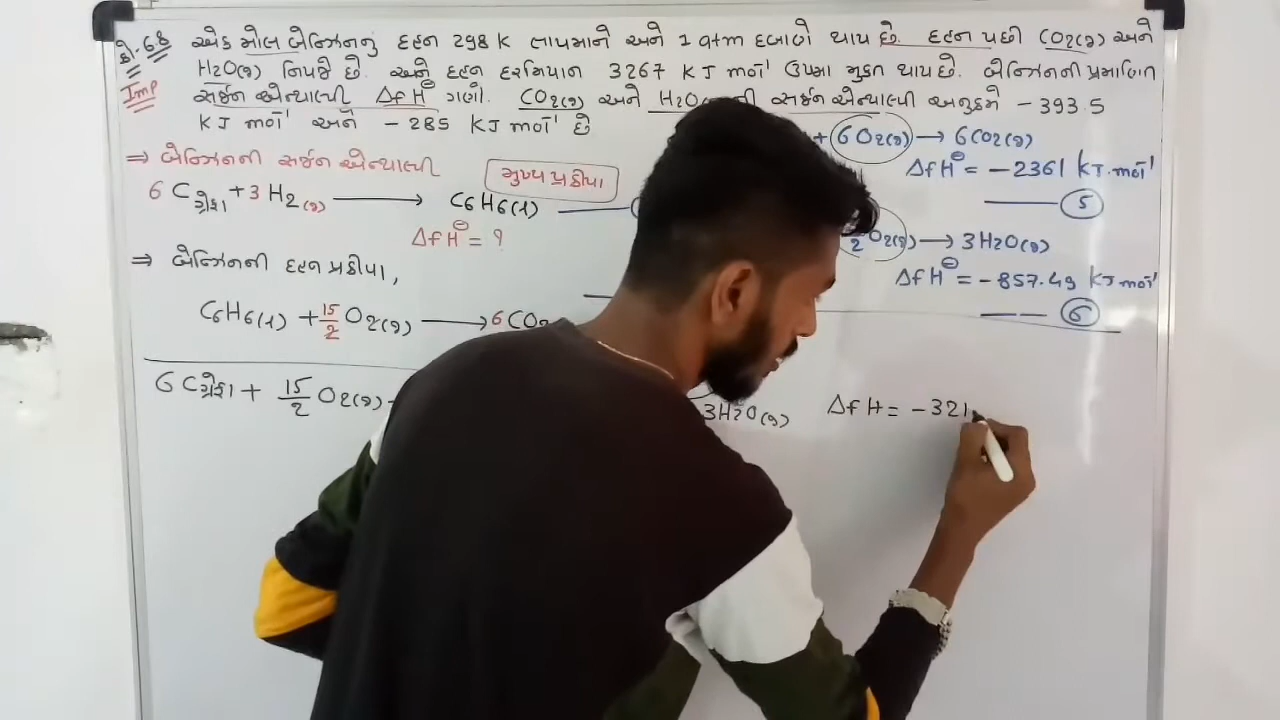 પ્રો.68 એક મોલ બેન્ઝિનનુ દહન 298 K તાપમાને અને 1 atm દબાણે થાય છે. દહન પછી CO2(g) અને
Imp H2O(g) નિપજે છે. અને દહન દરમિયાન 3267 KJ mol⁻¹ ઉષ્મા મુક્ત થાય છે. બેન્ઝિનની પ્રમાણિત
સર્જન એન્થાલ્પી ΔfH⊖ ગણો. CO2(g) અને H2O ની સર્જન એન્થાલ્પી અનુક્રમે -393.5
KJ mol⁻¹ અને -285 KJ mol⁻¹ છે
⇒ બેન્ઝિનની સર્જન એન્થાલ્પી
મુખ્ય પ્રક્રીયા
6 C ગ્રેફા + 3 H2(g) ⟶ C6H6(l)
ΔfH⊖ = ?
⇒ બેન્ઝિનની દહન પ્રક્રીયા,
C6H6(l) + 15/2 O2(g) ⟶ 6CO2
+ 6O2(g) ⟶ 6CO2(g)
ΔfH⊖ = -2361 KJ.mol⁻¹
5
2 O2(g) ⟶ 3H2O(g)
ΔfH⊖ = -857.49 KJ mol⁻¹
6
6 C ગ્રેફા + 15/2 O2(g) 3H2O(g) ΔfH = -321